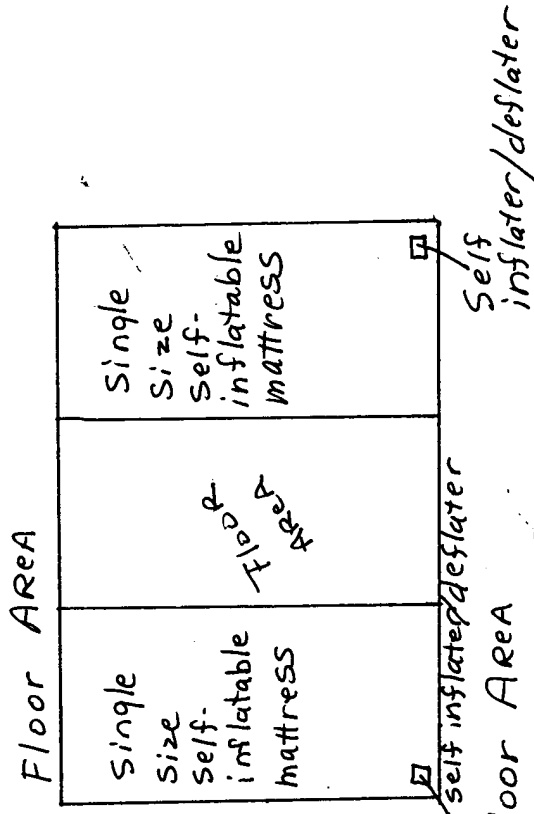 Floor AReA
Single
Size
Self-
inflatable
mattress
Floor
AReA
Single
Size
Self-
inflatable
mattress
self inflater/deflater
Self
inflater/deflater
oor AReA